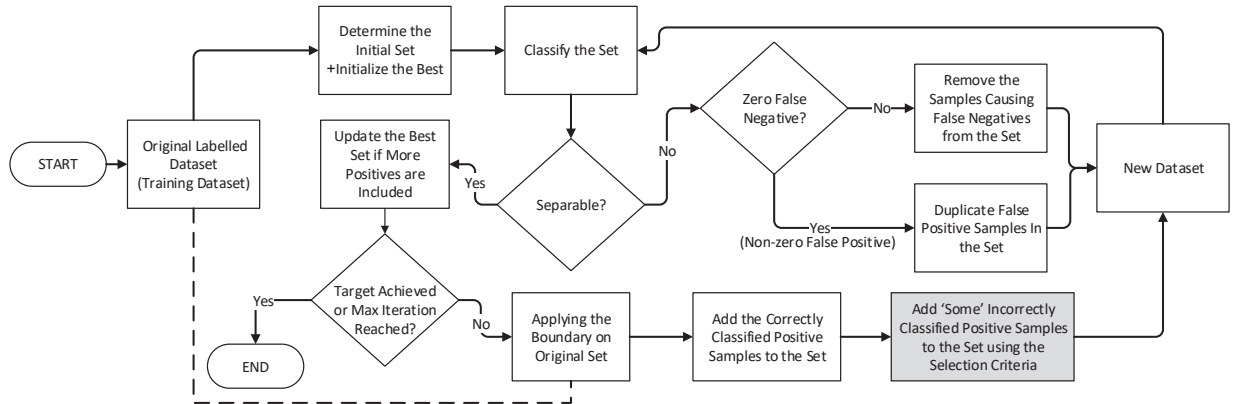 START
Original Labelled
Dataset
(Training Dataset)
Determine the
Initial Set
+Initialize the Best
Classify the Set
Separable?
Yes
No
Update the Best
Set if More
Positives are
Included
Target Achieved
or Max Iteration
Reached?
Yes
END
No
Applying the
Boundary on
Original Set
Add the Correctly
Classified Positive
Samples to the Set
Add ‘Some’ Incorrectly
Classified Positive Samples
to the Set using the
Selection Criteria
Zero False
Negative?
No
Remove the
Samples Causing
False Negatives
from the Set
Yes
(Non-zero False Positive)
Duplicate False
Positive Samples In
the Set
New Dataset